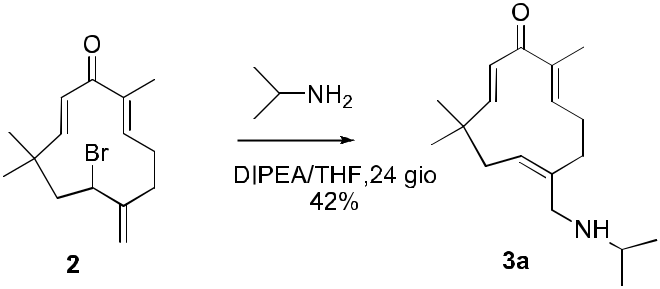 O
Br
2
NH₂
DIPEA/THF,24 gio
42%
O
NH
3a